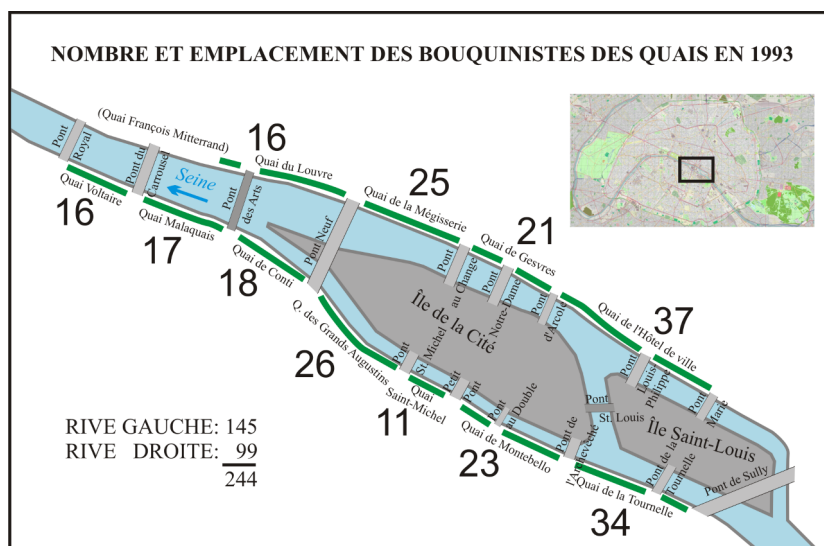 NOMBRE ET EMPLACEMENT DES BOUQUINISTES DES QUAIS EN 1993
(Quai François Mitterrand)
16
Quai du Louvre
25
Quai de la Mégisserie
21
Quai de Gesvres
37
Quai de l'Hôtel de ville
Pont
Royal
Pont du
Carrousel
Seine
Pont
des Arts
Pont Neuf
Pont
au Change
Pont
Notre-Dame
Pont
d'Arcole
Pont
Louis-
Philippe
Pont
Marie
Île de la Cité
Pont
St. Louis
Île Saint-Louis
Pont de Sully
Quai Voltaire
16
Quai Malaquais
17
Quai de Conti
18
Q. des Grands Augustins
26
Pont
St. Michel
Quai
Saint-Michel
11
Petit
Pont
Pont
au Double
Quai de Montebello
23
Pont de
l'Archevêché
Quai de la Tournelle
34
Pont de la
Tournelle
RIVE GAUCHE: 145
RIVE DROITE: 99
244